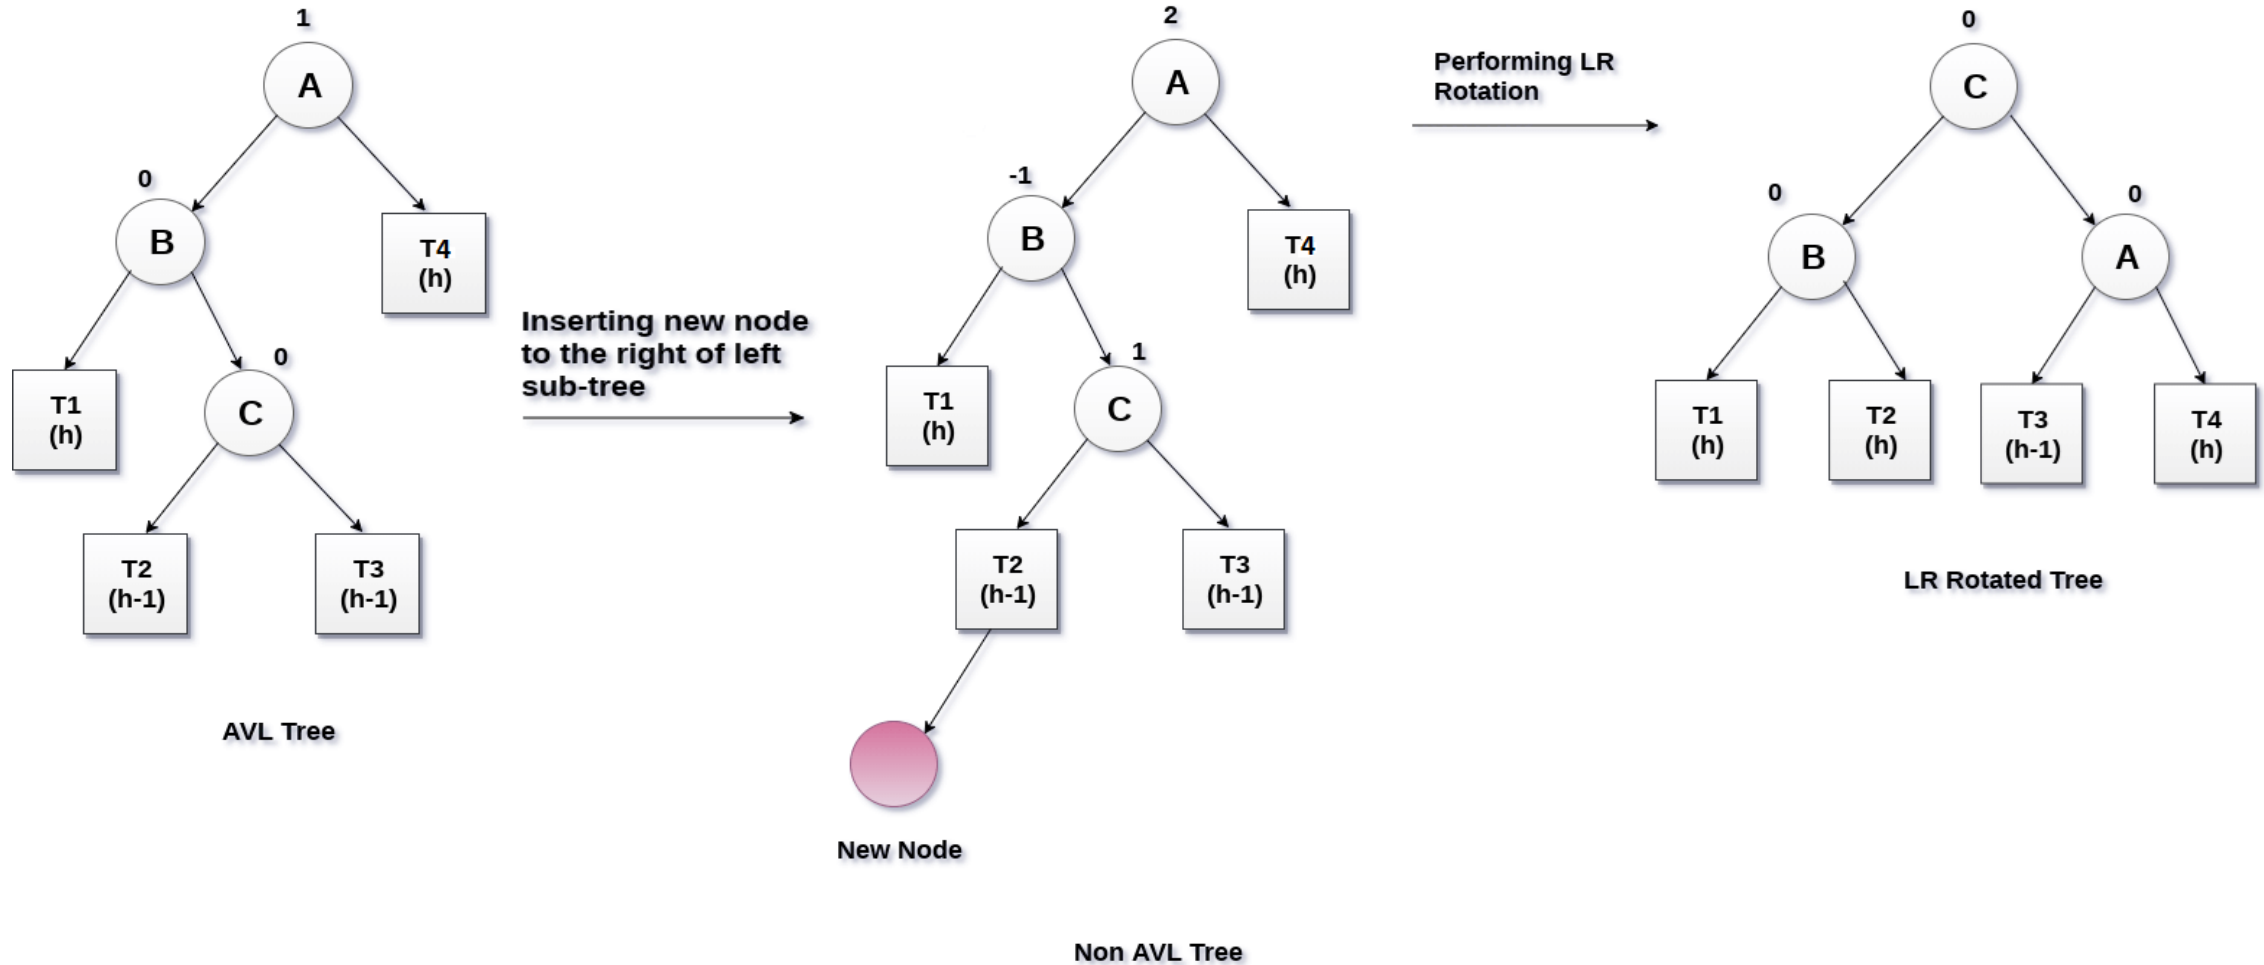 1
A
0
B
T4
(h)
0
C
T1
(h)
T2
(h-1)
T3
(h-1)
AVL Tree
Inserting new node
to the right of left
sub-tree
2
A
-1
B
T4
(h)
1
C
T1
(h)
T2
(h-1)
T3
(h-1)
New Node
Non AVL Tree
Performing LR
Rotation
0
C
0
B
0
A
T1
(h)
T2
(h)
T3
(h-1)
T4
(h)
LR Rotated Tree